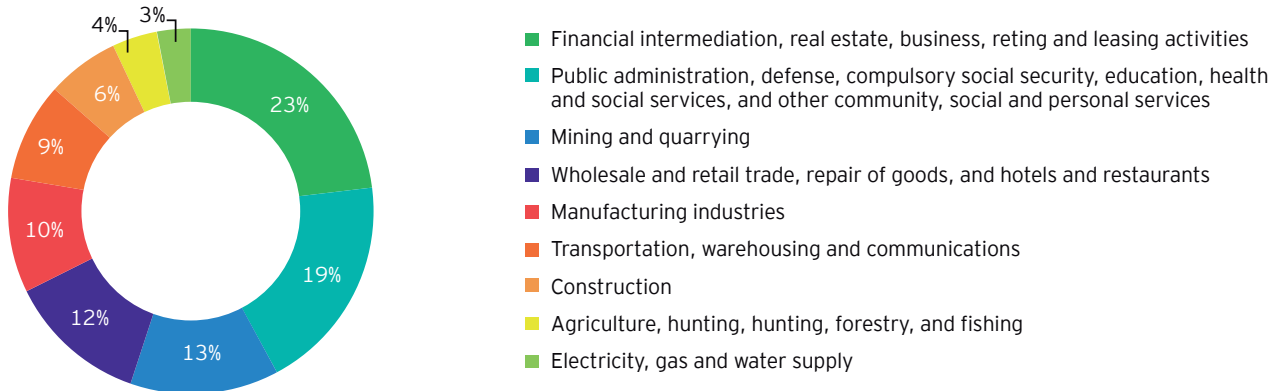 3%
4%
6%
23%
9%
10%
19%
12%
13%
Financial intermediation, real estate, business, reting and leasing activities
Public administration, defense, compulsory social security, education, health
and social services, and other community, social and personal services
Mining and quarrying
Wholesale and retail trade, repair of goods, and hotels and restaurants
Manufacturing industries
Transportation, warehousing and communications
Construction
Agriculture, hunting, hunting, forestry, and fishing
Electricity, gas and water supply